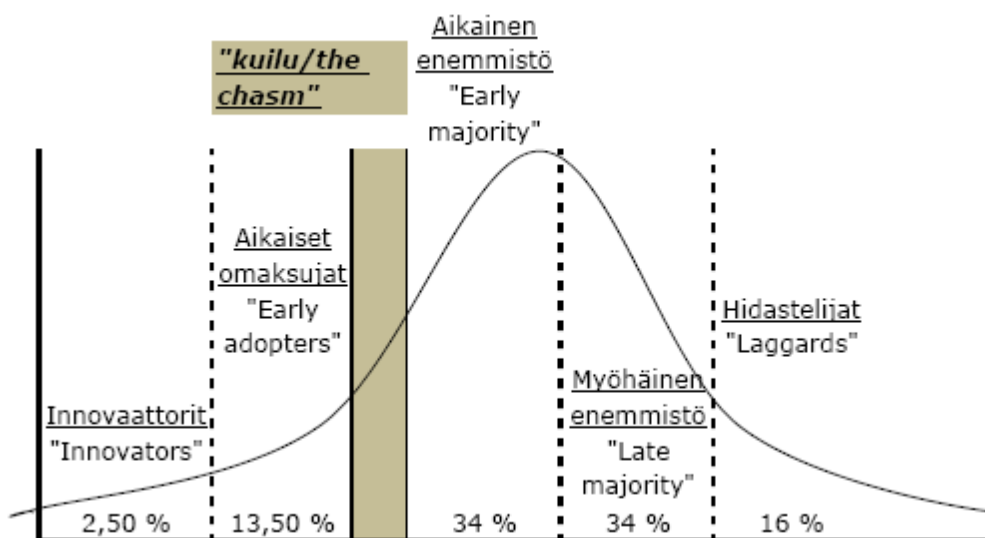 "kuilu/the
chasm"
Aikainen
enemmistö
"Early
majority"
Aikaiset
omaksujat
"Early
adopters"
Hidastelijat
"Laggards"
Innovaattorit
"Innovators"
Myöhäinen
enemmistö
"Late
majority"
2,50 %
13,50 %
34 %
34 %
16 %